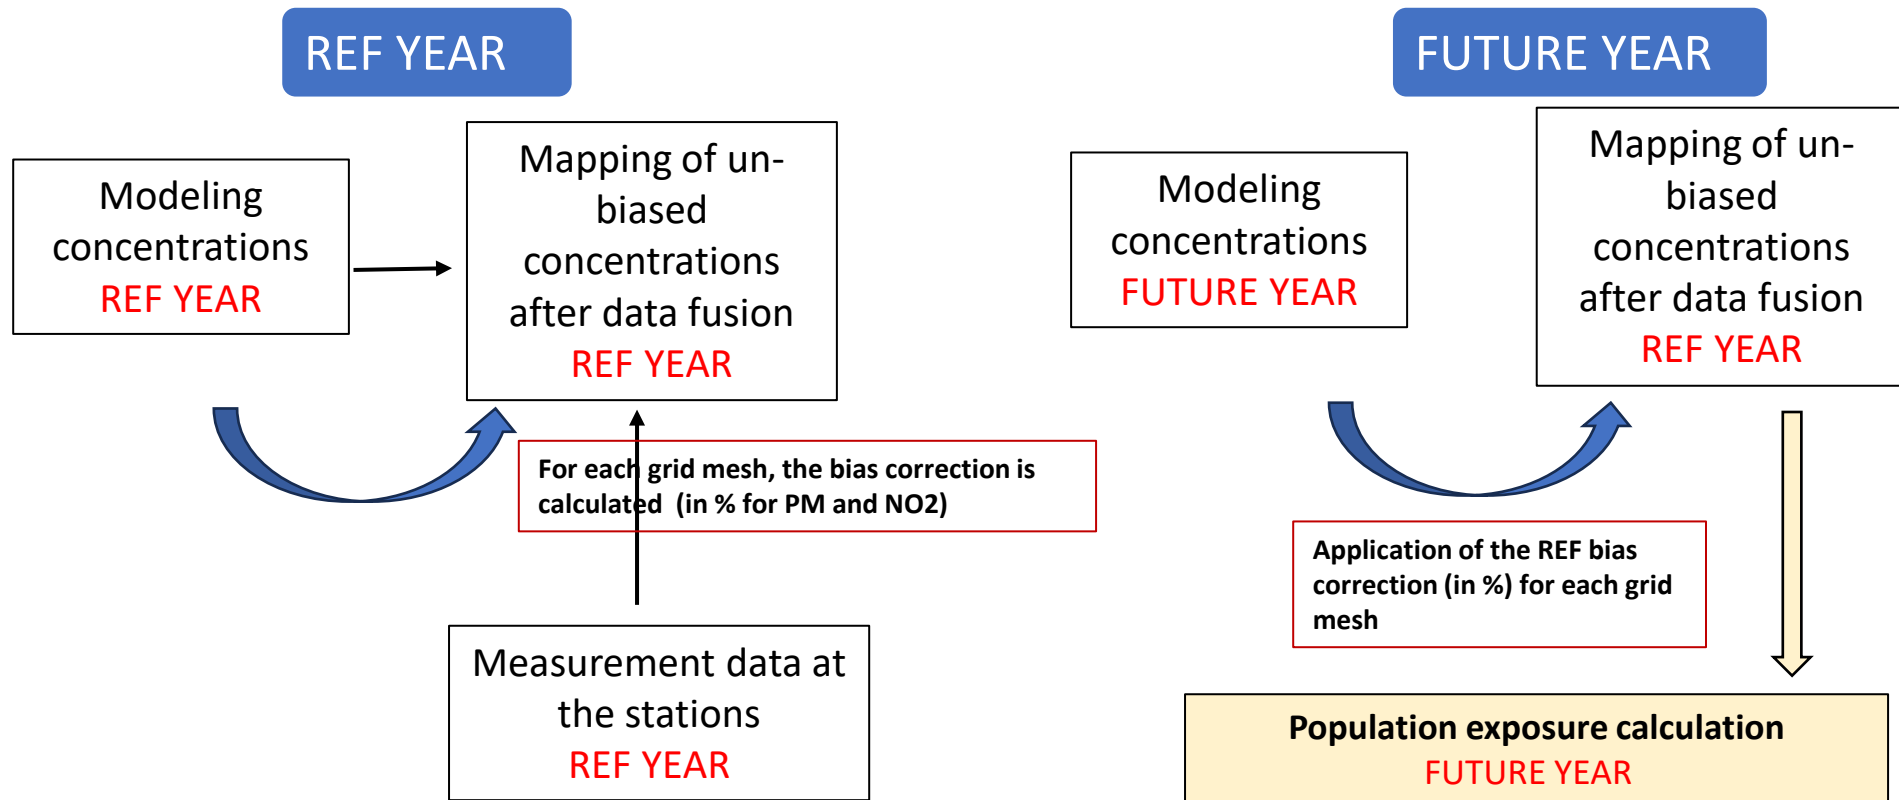 REF YEAR
Modeling
concentrations
REF YEAR
Mapping of un-
biased
concentrations
after data fusion
REF YEAR
For each grid mesh, the bias correction is
calculated (in % for PM and NO2)
Measurement data at
the stations
REF YEAR
FUTURE YEAR
Modeling
concentrations
FUTURE YEAR
Mapping of un-
biased
concentrations
after data fusion
REF YEAR
Application of the REF bias
correction (in %) for each grid
mesh
Population exposure calculation
FUTURE YEAR